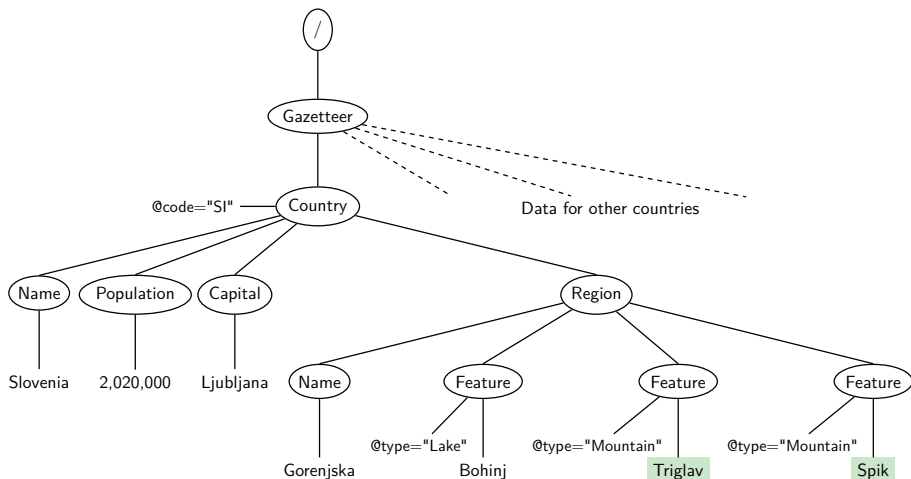 /
Gazetteer
@code="SI"
Country
Data for other countries
Name
Population
Capital
Region
Slovenia
2,020,000
Ljubljana
Name
Feature
Feature
Feature
@type="Lake"
@type="Mountain"
@type="Mountain"
Gorenjska
Bohinj
Triglav
Spik